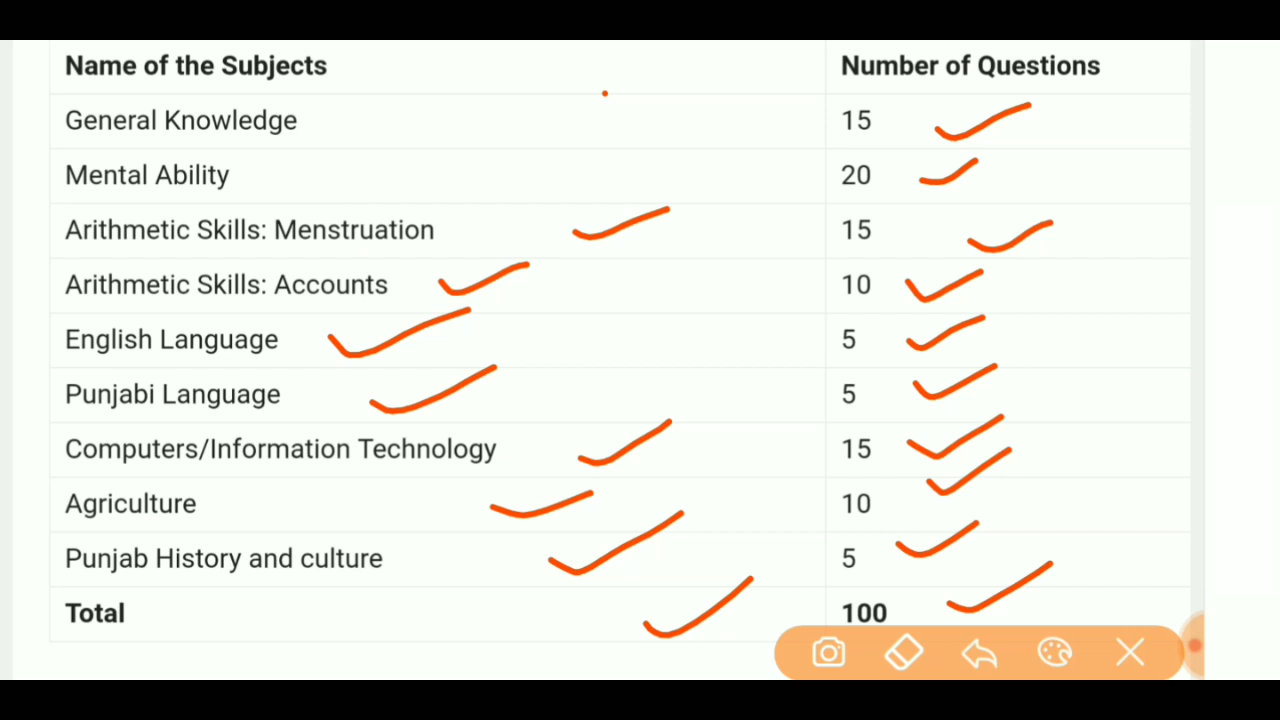 Name of the Subjects Number of Questions
General Knowledge 15
Mental Ability 20
Arithmetic Skills: Menstruation 15
Arithmetic Skills: Accounts 10
English Language 5
Punjabi Language 5
Computers/Information Technology 15
Agriculture 10
Punjab History and culture 5
Total 100